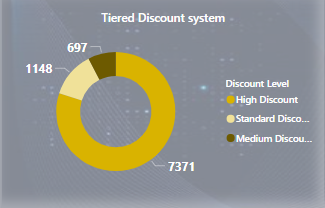 Tiered Discount system
697
1148
7371
Discount Level
High Discount
Standard Disco...
Medium Discou...